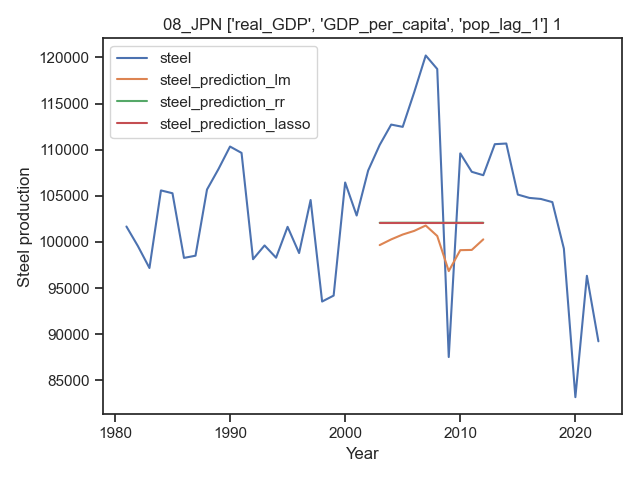 08_JPN ['real_GDP', 'GDP_per_capita', 'pop_lag_1'] 1
steel
steel_prediction_lm
steel_prediction_rr
steel_prediction_lasso
Steel production
120000
115000
110000
105000
100000
95000
90000
85000
1980
1990
2000
2010
2020
Year